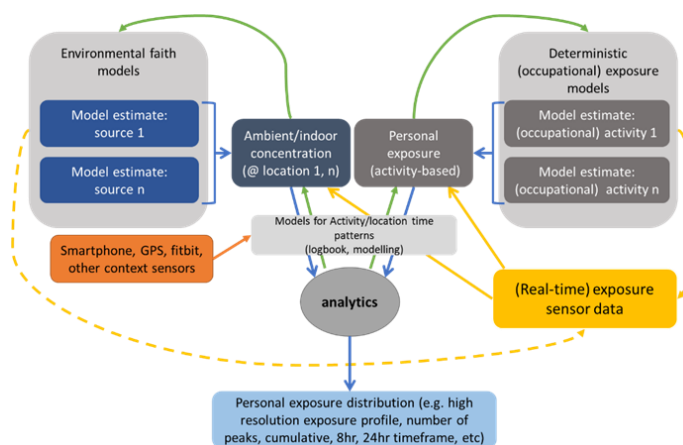 Environmental faith
models
Model estimate:
source 1
Model estimate:
source n
Ambient/indoor
concentration
(@ location 1, n)
Personal
exposure
(activity-based)
Deterministic
(occupational) exposure
models
Model estimate:
(occupational) activity 1
Model estimate:
(occupational) activity n
Models for Activity/location time
patterns
(logbook, modelling)
Smartphone, GPS, fitbit,
other context sensors
analytics
(Real-time) exposure
sensor data
Personal exposure distribution (e.g. high
resolution exposure profile, number of
peaks, cumulative, 8hr, 24hr timeframe, etc)